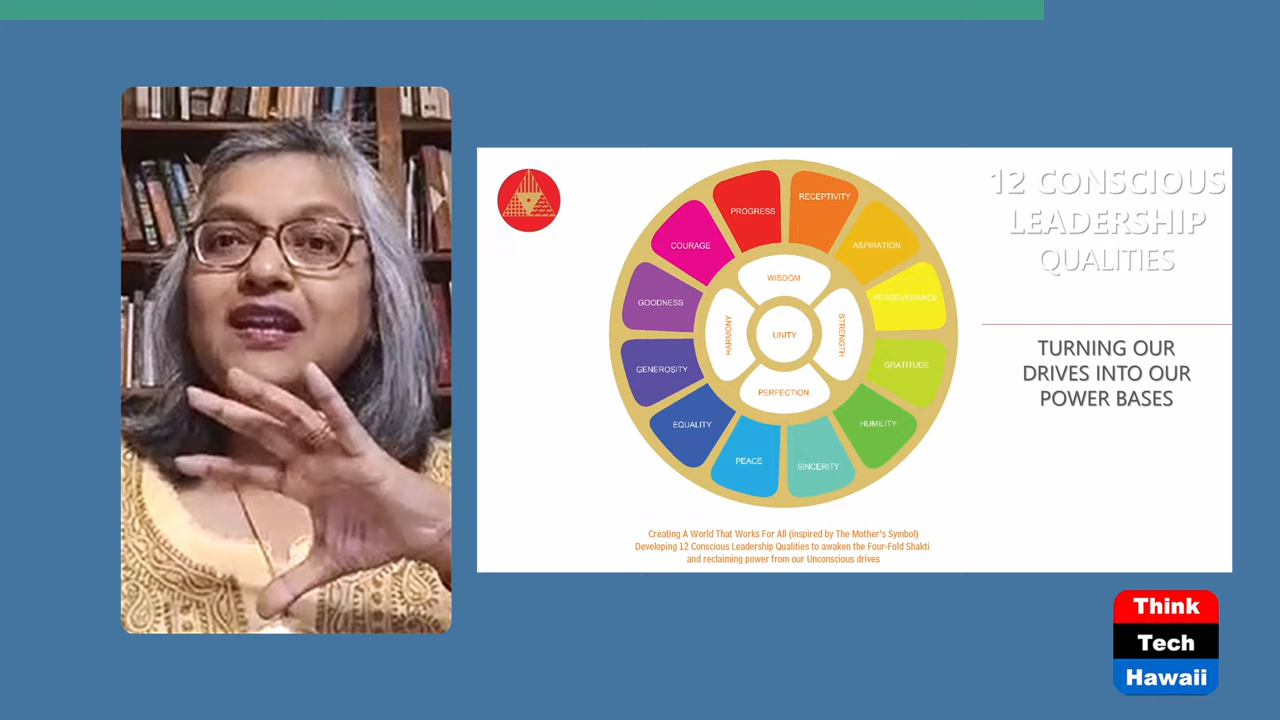 12 CONSCIOUS
LEADERSHIP
QUALITIES
TURNING OUR
DRIVES INTO OUR
POWER BASES
PROGRESS
RECEPTIVITY
ASPIRATION
PERSEVERANCE
GRATITUDE
HUMILITY
SINCERITY
PEACE
EQUALITY
GENEROSITY
GOODNESS
COURAGE
WISDOM
STRENGTH
PERFECTION
HARMONY
UNITY
Creating A World That Works For All (inspired by The Mother's Symbol)
Developing 12 Conscious Leadership Qualities to awaken the Four-Fold Shakti
and reclaiming power from our Unconscious drives
Think
Tech
Hawaii